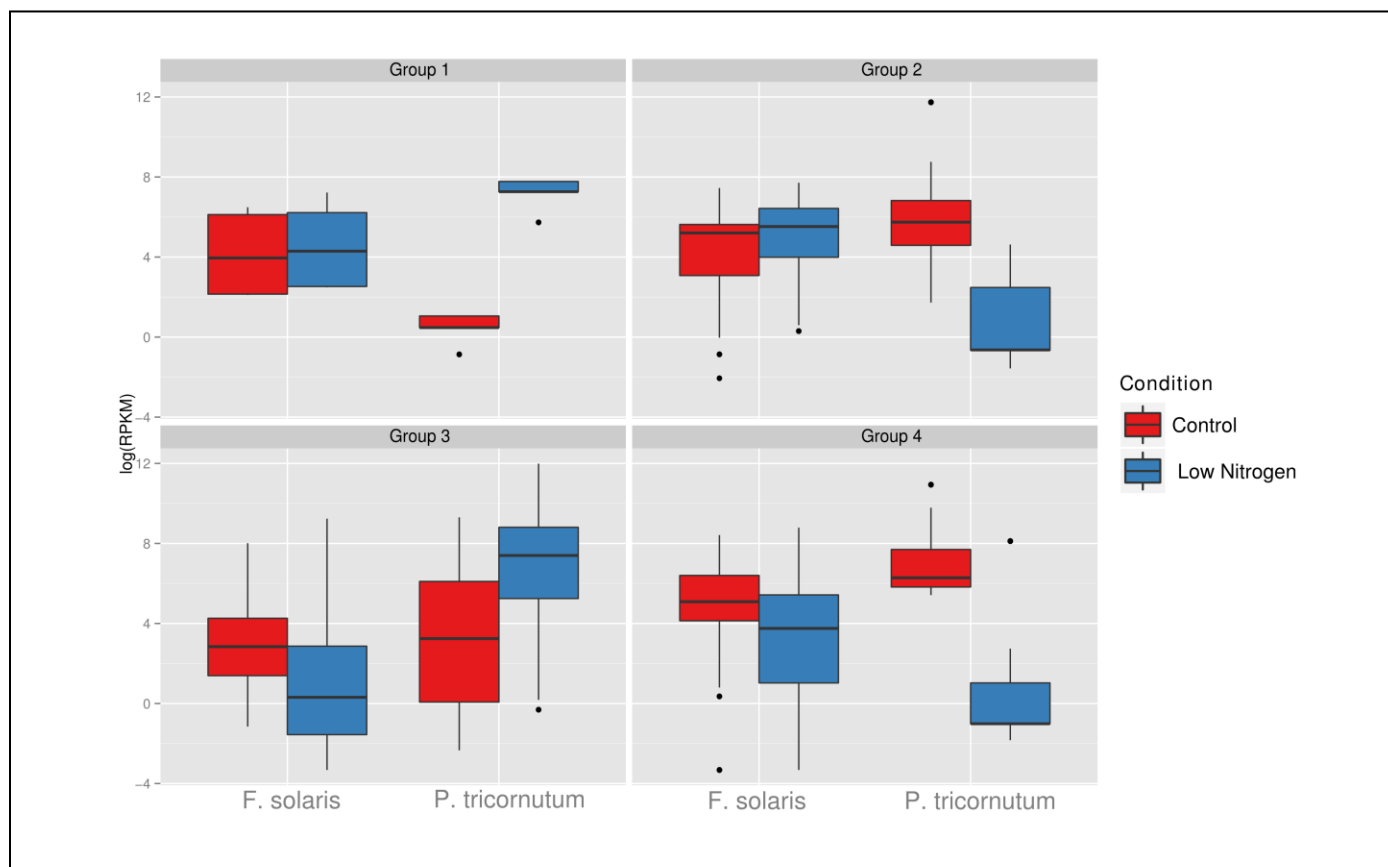 Group 1
Group 2
12
8
4
0
−4
log(RPKM)
Group 3
Group 4
12
8
4
0
−4
F. solaris
P. tricornutum
F. solaris
P. tricornutum
Condition
Control
Low Nitrogen